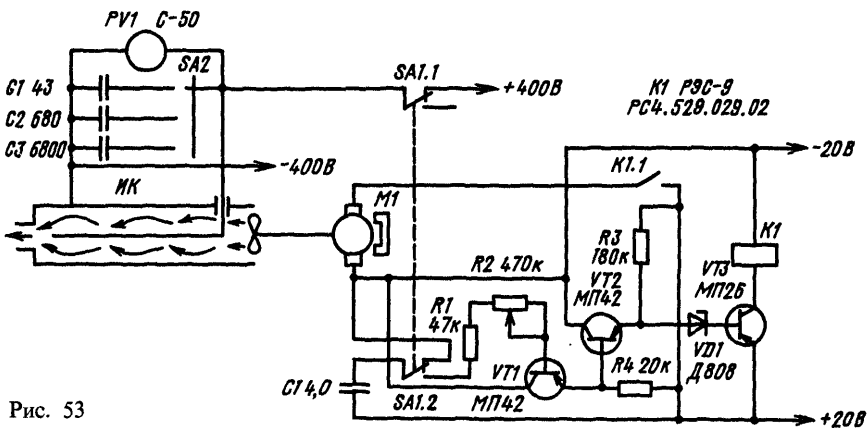 PV1 С-50
SA2
C1 43
C2 680
C3 6800
-400В
ИК
SA1.1
+400В
K1 РЭС-9
РС4.529.029.02
-20В
K1.1
M1
R3
180к
K1
R2 470к
VT2
МП42
VT3
МП26
R1
47к
VT1
МП42
VD1
Д808
R4 20к
C1 4,0
SA1.2
+20В
Рис. 53